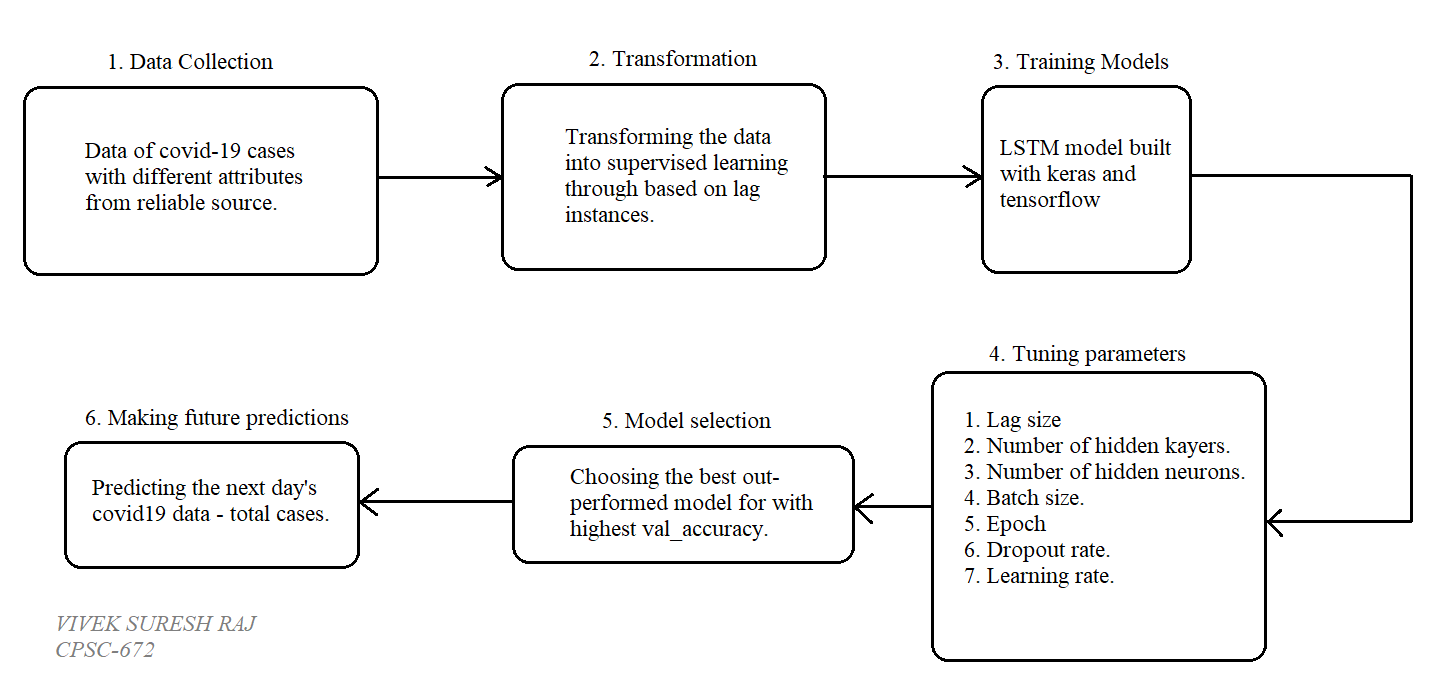 1. Data Collection
Data of covid-19 cases
with different attributes
from reliable source.
2. Transformation
Transforming the data
into supervised learning
through based on lag
instances.
3. Training Models
LSTM model built
with keras and
tensorflow
4. Tuning parameters
1. Lag size
2. Number of hidden kayers.
3. Number of hidden neurons.
4. Batch size.
5. Epoch
6. Dropout rate.
7. Learning rate.
5. Model selection
Choosing the best out-
performed model for with
highest val_accuracy.
6. Making future predictions
Predicting the next day's
covid19 data - total cases.
VIVEK SURESH RAJ
CPSC-672